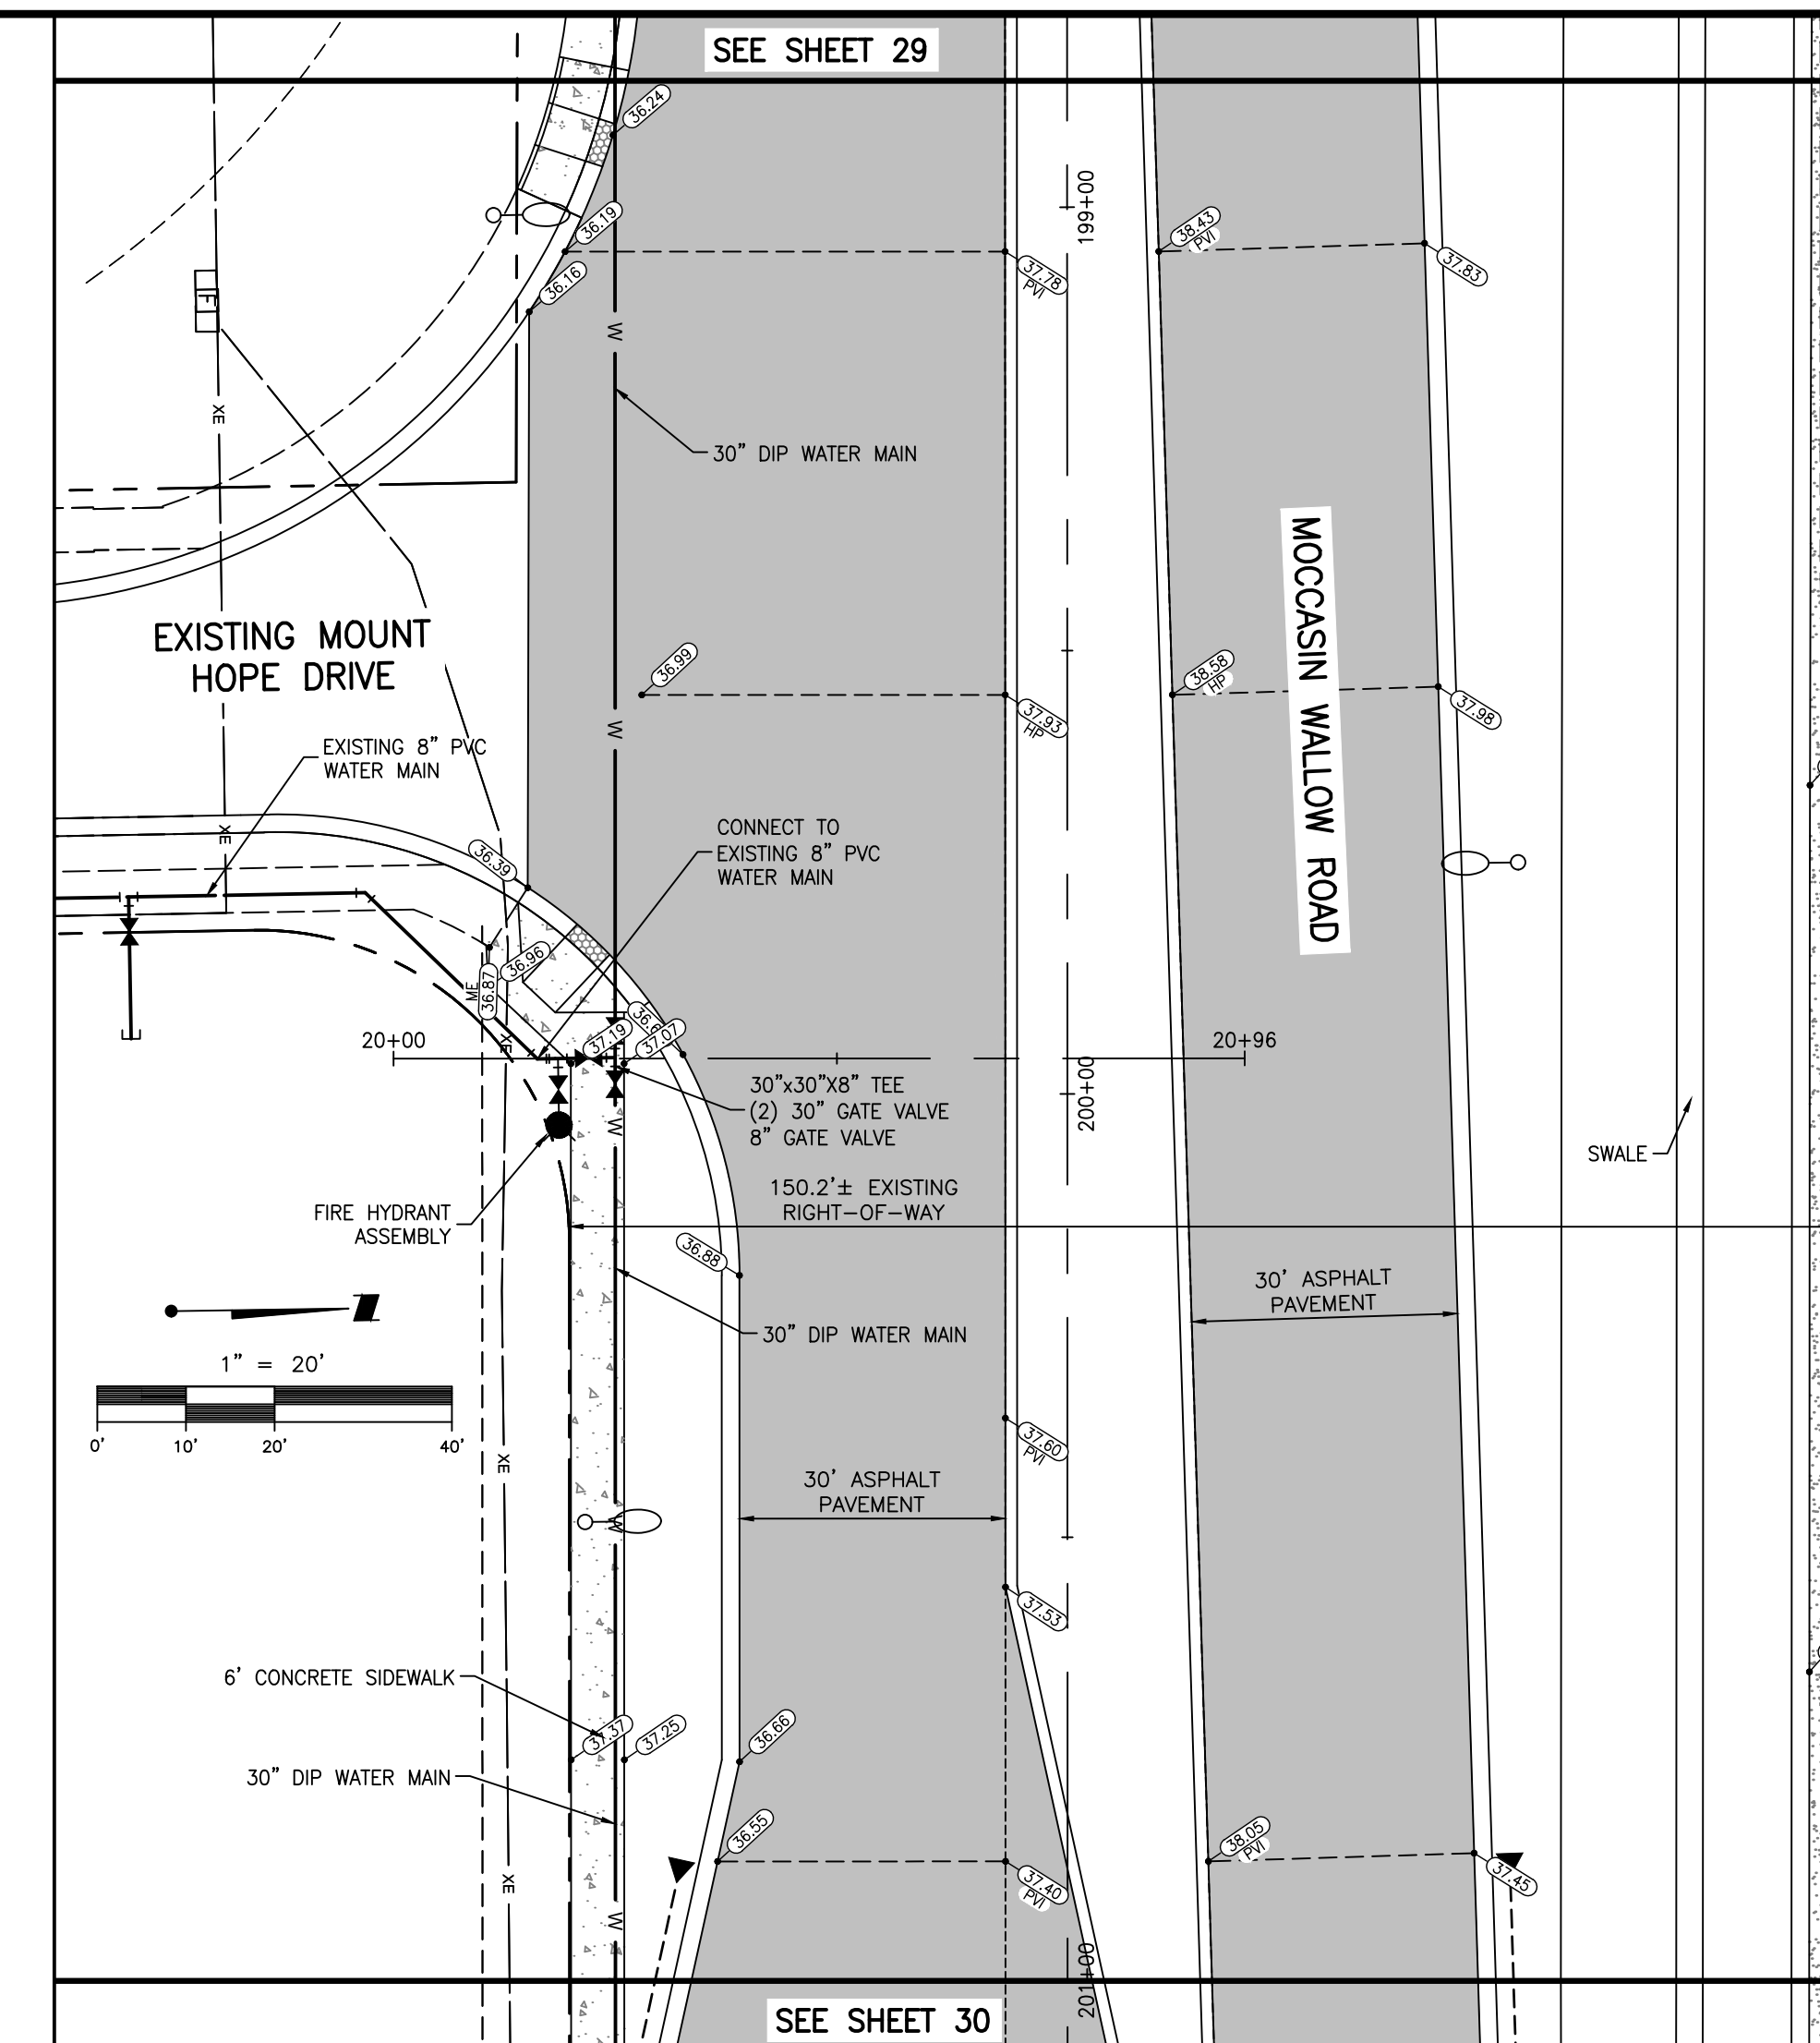 SEE SHEET 29
36.24
199+00
36.19
38.43
PVI
36.16
37.78
PVI
37.83
W
XE
30" DIP WATER MAIN
MOCCASIN WALLOW ROAD
EXISTING MOUNT
HOPE DRIVE
36.99
38.58
HP
37.93
HP
37.98
W
EXISTING 8" PVC
WATER MAIN
XE
CONNECT TO
EXISTING 8" PVC
WATER MAIN
36.39
36.96
36.87
ME
37.19
37.07
XE
20+00
20+96
200+00
30"x30"X8" TEE
(2) 30" GATE VALVE
8" GATE VALVE
W
SWALE
150.2'± EXISTING
RIGHT-OF-WAY
FIRE HYDRANT
ASSEMBLY
36.88
30' ASPHALT
PAVEMENT
30" DIP WATER MAIN
1" = 20'
0' 10' 20' 40'
37.60
PVI
XE
30' ASPHALT
PAVEMENT
W
37.53
6' CONCRETE SIDEWALK
37.37
37.25
36.66
30" DIP WATER MAIN
36.55
38.05
PVI
37.40
PVI
37.45
XE
W
201+00
SEE SHEET 30